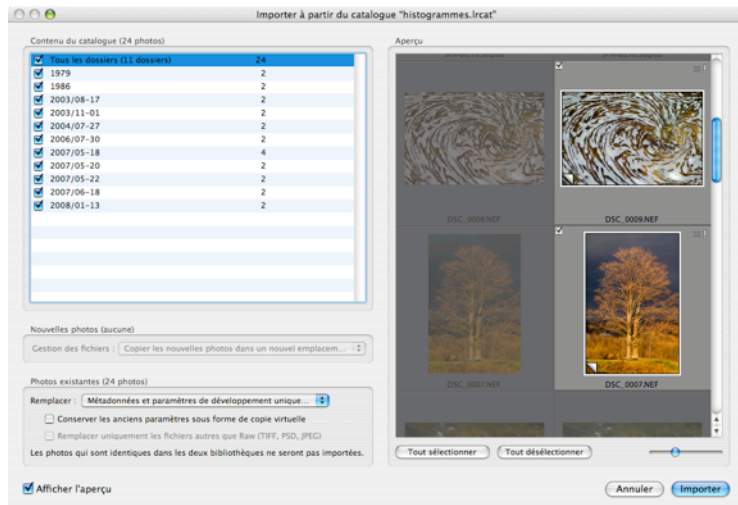 Importer à partir du catalogue "histogrammes.lrcat"
Contenu du catalogue (24 photos)
Tous les dossiers (11 dossiers) 24
1979 2
1986 2
2003/08-17 2
2003/11-01 2
2004/07-27 2
2006/07-30 2
2007/05-18 4
2007/05-20 2
2007/05-22 2
2007/06-18 2
2008/01-13 2
Nouvelles photos (aucune)
Gestion des fichiers : Copier les nouvelles photos dans un nouvel emplacem...
Photos existantes (24 photos)
Remplacer : Métadonnées et paramètres de développement unique...
Conserver les anciens paramètres sous forme de copie virtuelle
Remplacer uniquement les fichiers autres que Raw (TIFF, PSD, JPEG)
Les photos qui sont identiques dans les deux bibliothèques ne seront pas importées.
Afficher l'aperçu
Aperçu
DSC_0009.NEF DSC_0009.NEF
DSC_0007.NEF DSC_0007.NEF
Tout sélectionner Tout désélectionner
Annuler Importer